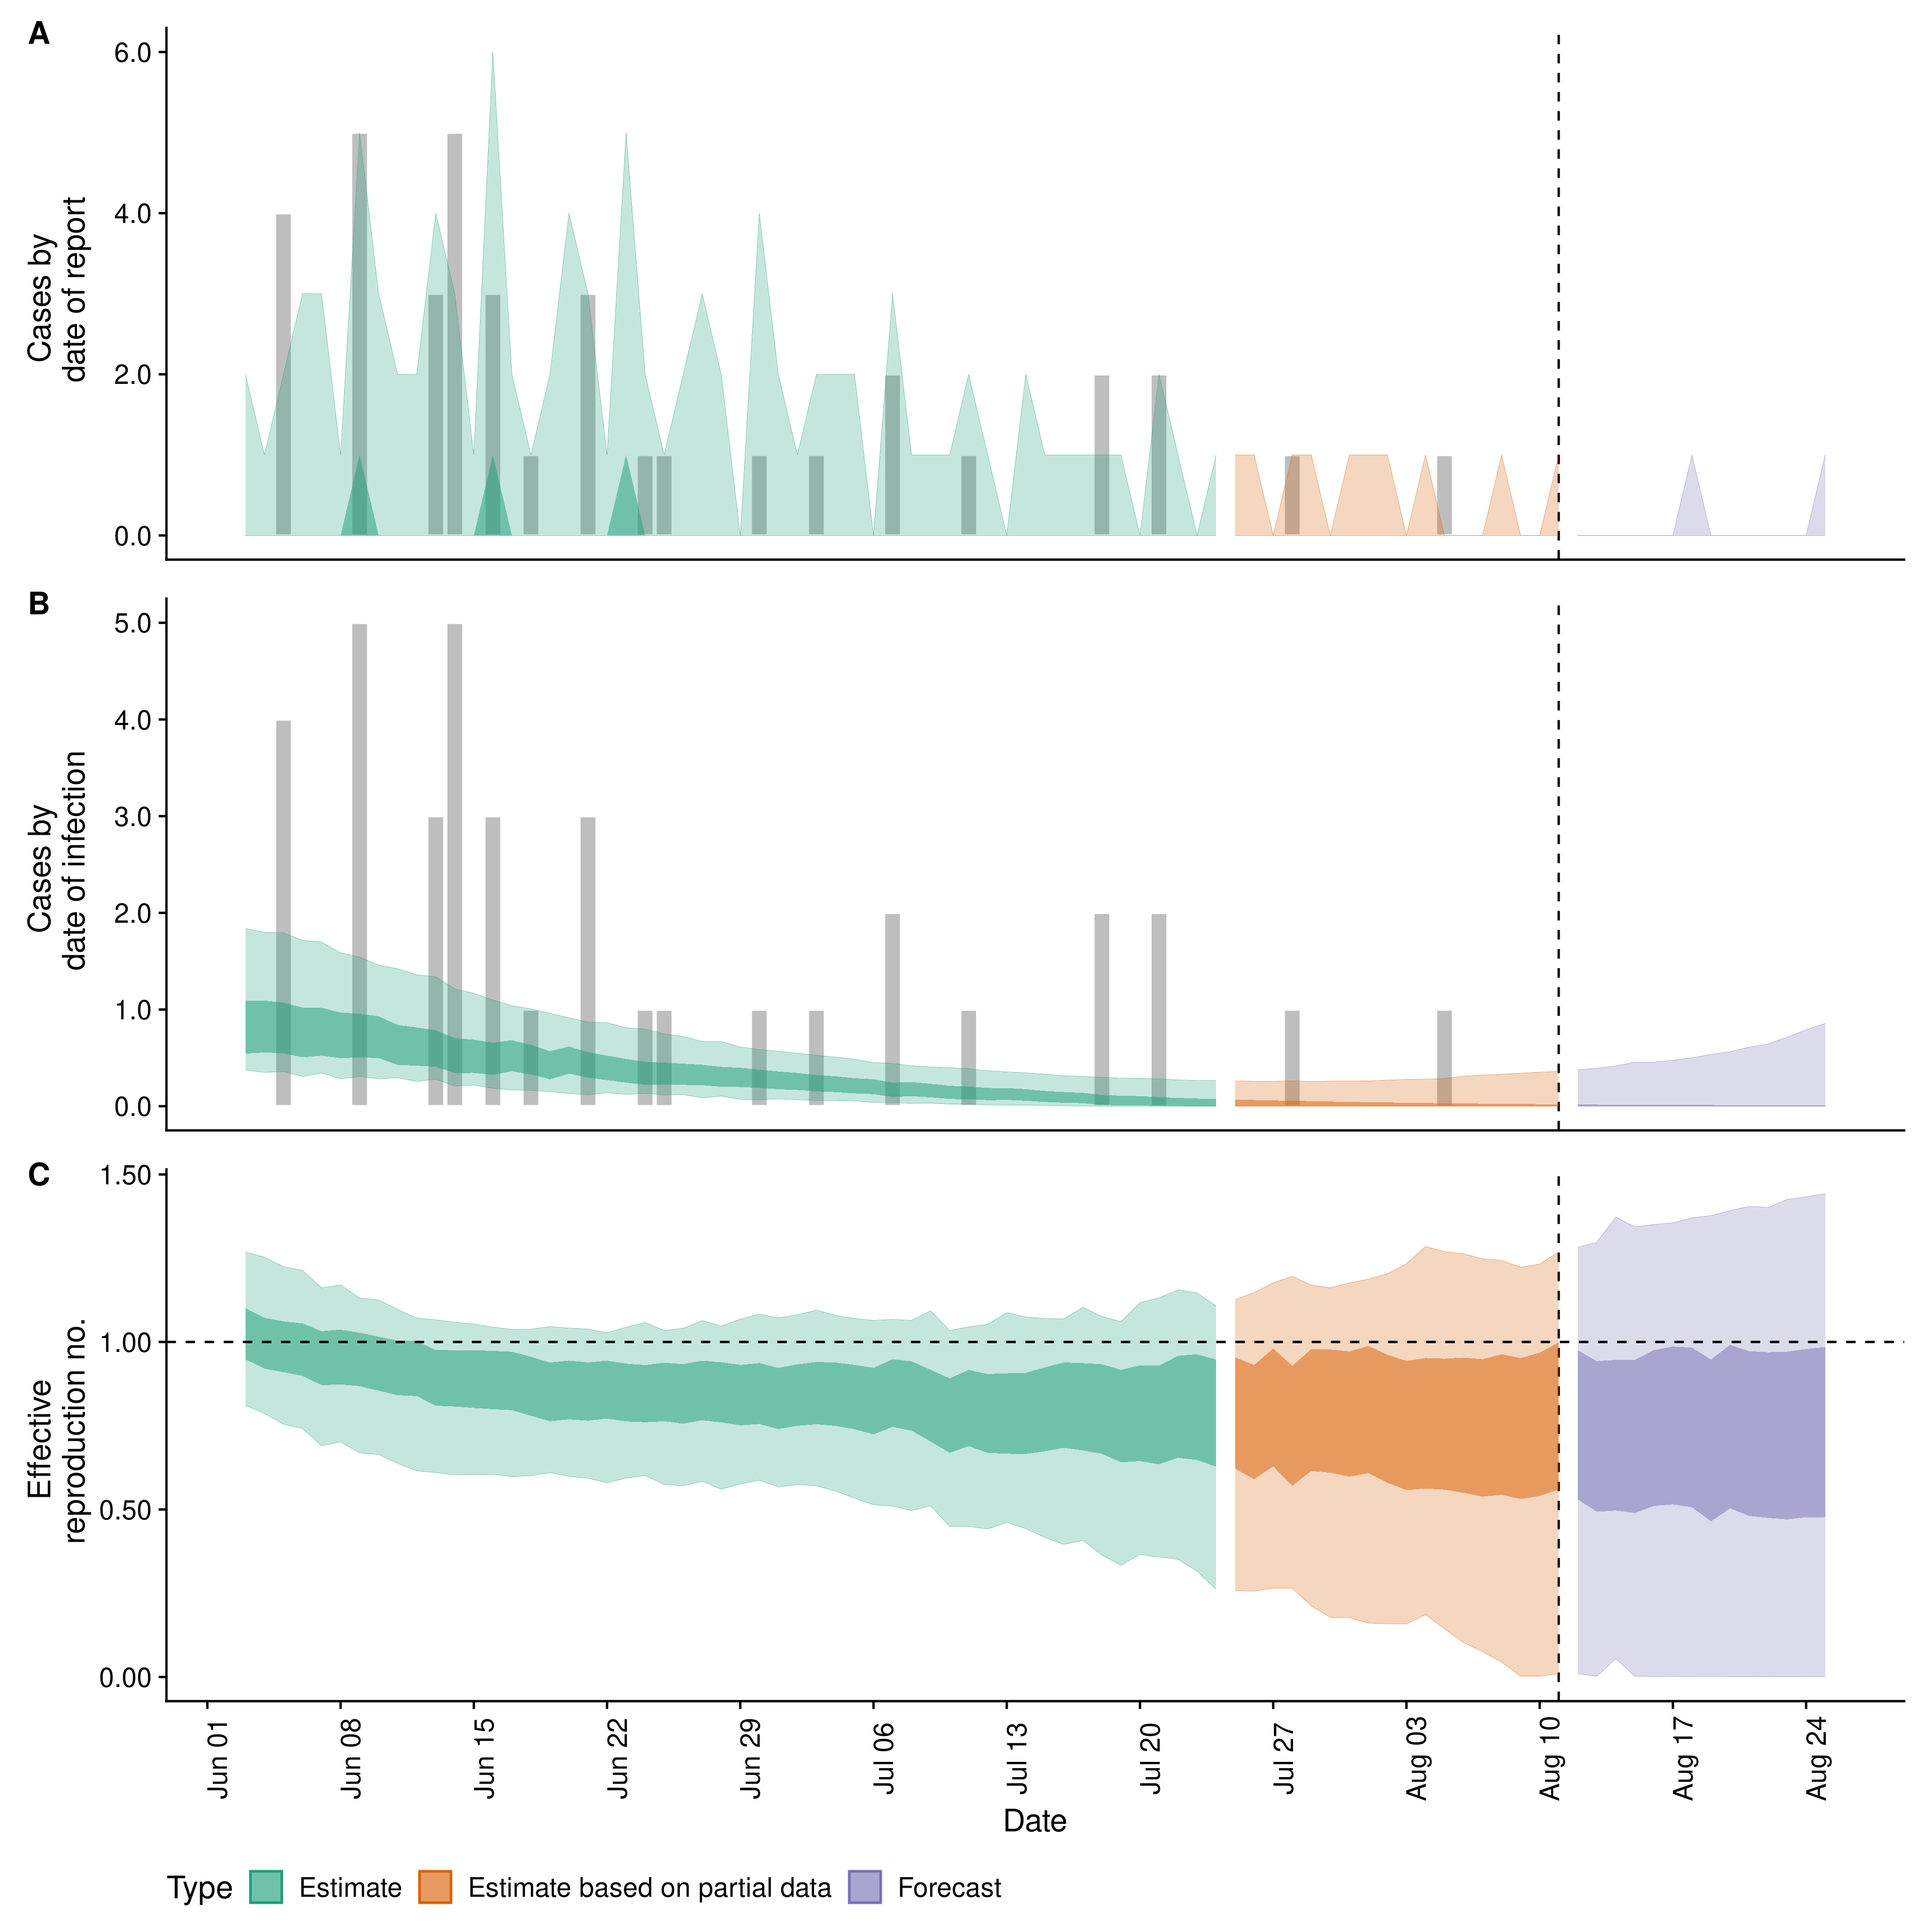 A
Cases by
date of report
6.0
4.0
2.0
0.0
B
Cases by
date of infection
5.0
4.0
3.0
2.0
1.0
0.0
C
Effective
reproduction no.
1.50
1.00
0.50
0.00
Jun 01
Jun 08
Jun 15
Jun 22
Jun 29
Jul 06
Jul 13
Jul 20
Jul 27
Aug 03
Aug 10
Aug 17
Aug 24
Date
Type Estimate Estimate based on partial data Forecast